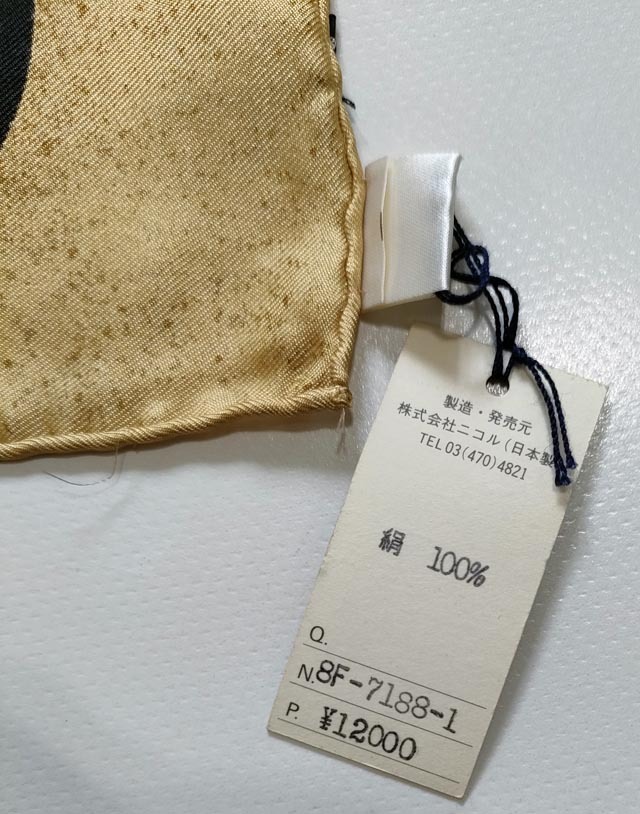 製造・発売元
株式会社ニコル(日本製
TEL 03(470)4821
絹 100%
Q.
N. 8F-7188-1
P. ¥12000